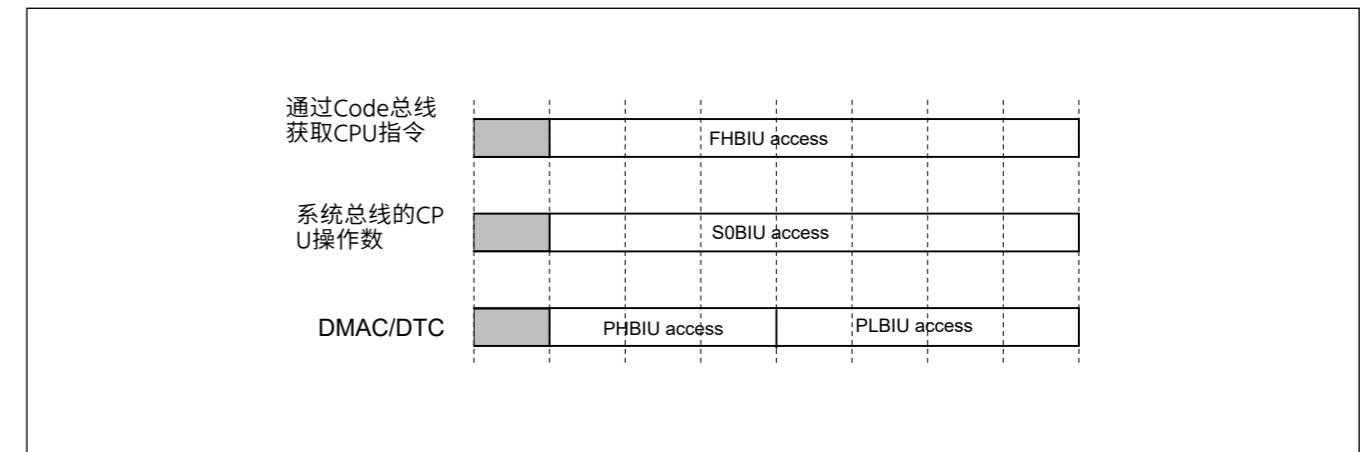 通过Code总线
获取CPU指令
FHBIU access
系统总线的CP
U操作数
S0BIU access
DMAC/DTC
PHBIU access
PLBIU access